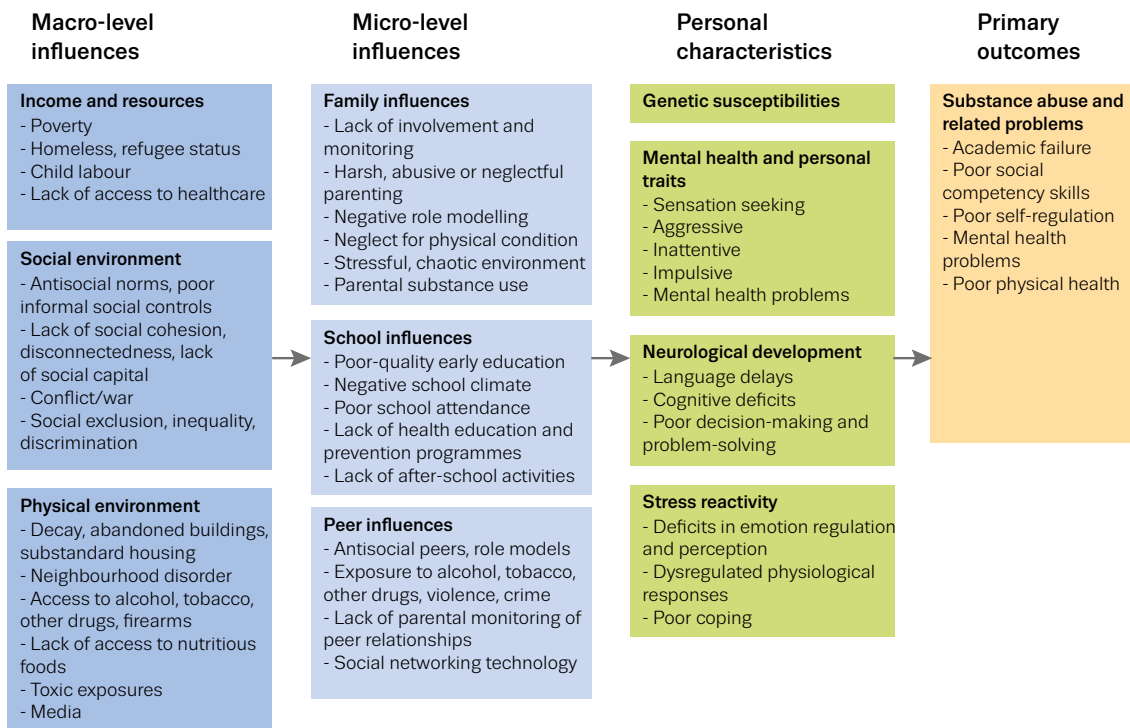 Macro-level
influences
Income and resources
- Poverty
- Homeless, refugee status
- Child labour
- Lack of access to healthcare
Social environment
- Antisocial norms, poor
informal social controls
- Lack of social cohesion,
disconnectedness, lack
of social capital
- Conflict/war
- Social exclusion, inequality,
discrimination
Physical environment
- Decay, abandoned buildings,
substandard housing
- Neighbourhood disorder
- Access to alcohol, tobacco,
other drugs, firearms
- Lack of access to nutritious
foods
- Toxic exposures
- Media
Micro-level
influences
Family influences
- Lack of involvement and
monitoring
- Harsh, abusive or neglectful
parenting
- Negative role modelling
- Neglect for physical condition
- Stressful, chaotic environment
- Parental substance use
School influences
- Poor-quality early education
- Negative school climate
- Poor school attendance
- Lack of health education and
prevention programmes
- Lack of after-school activities
Peer influences
- Antisocial peers, role models
- Exposure to alcohol, tobacco,
other drugs, violence, crime
- Lack of parental monitoring of
peer relationships
- Social networking technology
Personal
characteristics
Genetic susceptibilities
Mental health and personal
traits
- Sensation seeking
- Aggressive
- Inattentive
- Impulsive
- Mental health problems
Neurological development
- Language delays
- Cognitive deficits
- Poor decision-making and
problem-solving
Stress reactivity
- Deficits in emotion regulation
and perception
- Dysregulated physiological
responses
- Poor coping
Primary
outcomes
Substance abuse and
related problems
- Academic failure
- Poor social
competency skills
- Poor self-regulation
- Mental health
problems
- Poor physical health